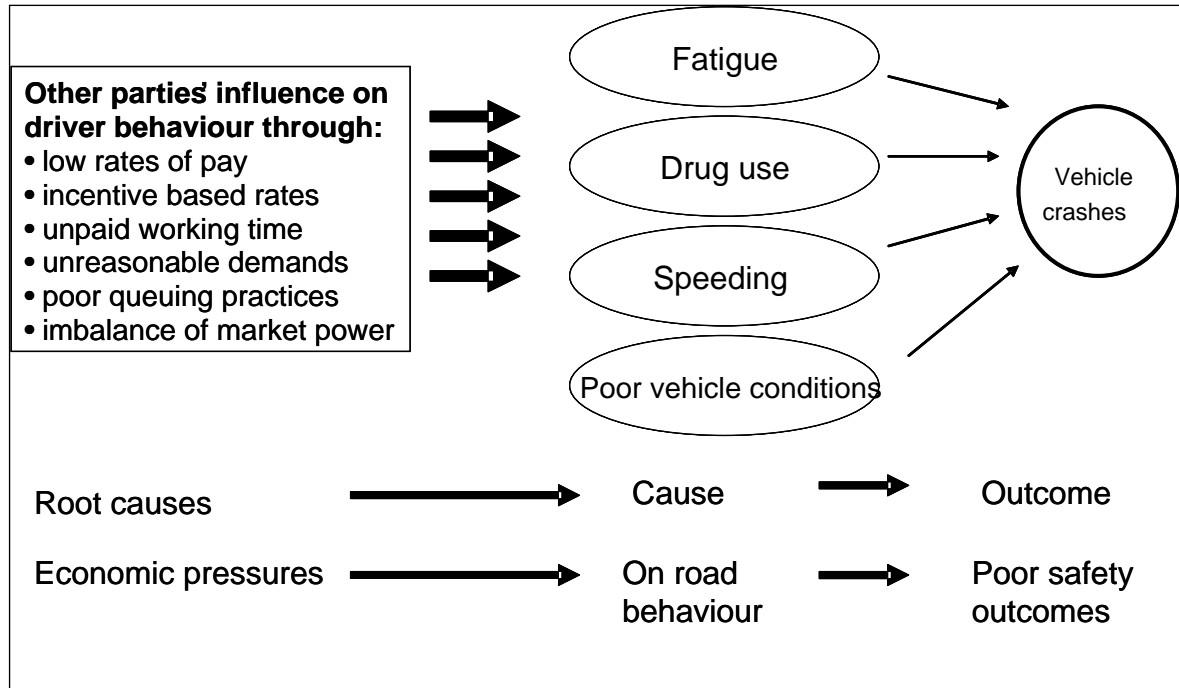 Other parties' influence on
driver behaviour through:
• low rates of pay
• incentive based rates
• unpaid working time
• unreasonable demands
• poor queuing practices
• imbalance of market power
Fatigue
Drug use
Speeding
Poor vehicle conditions
Vehicle
crashes
Root causes
Cause
Outcome
Economic pressures
On road
behaviour
Poor safety
outcomes